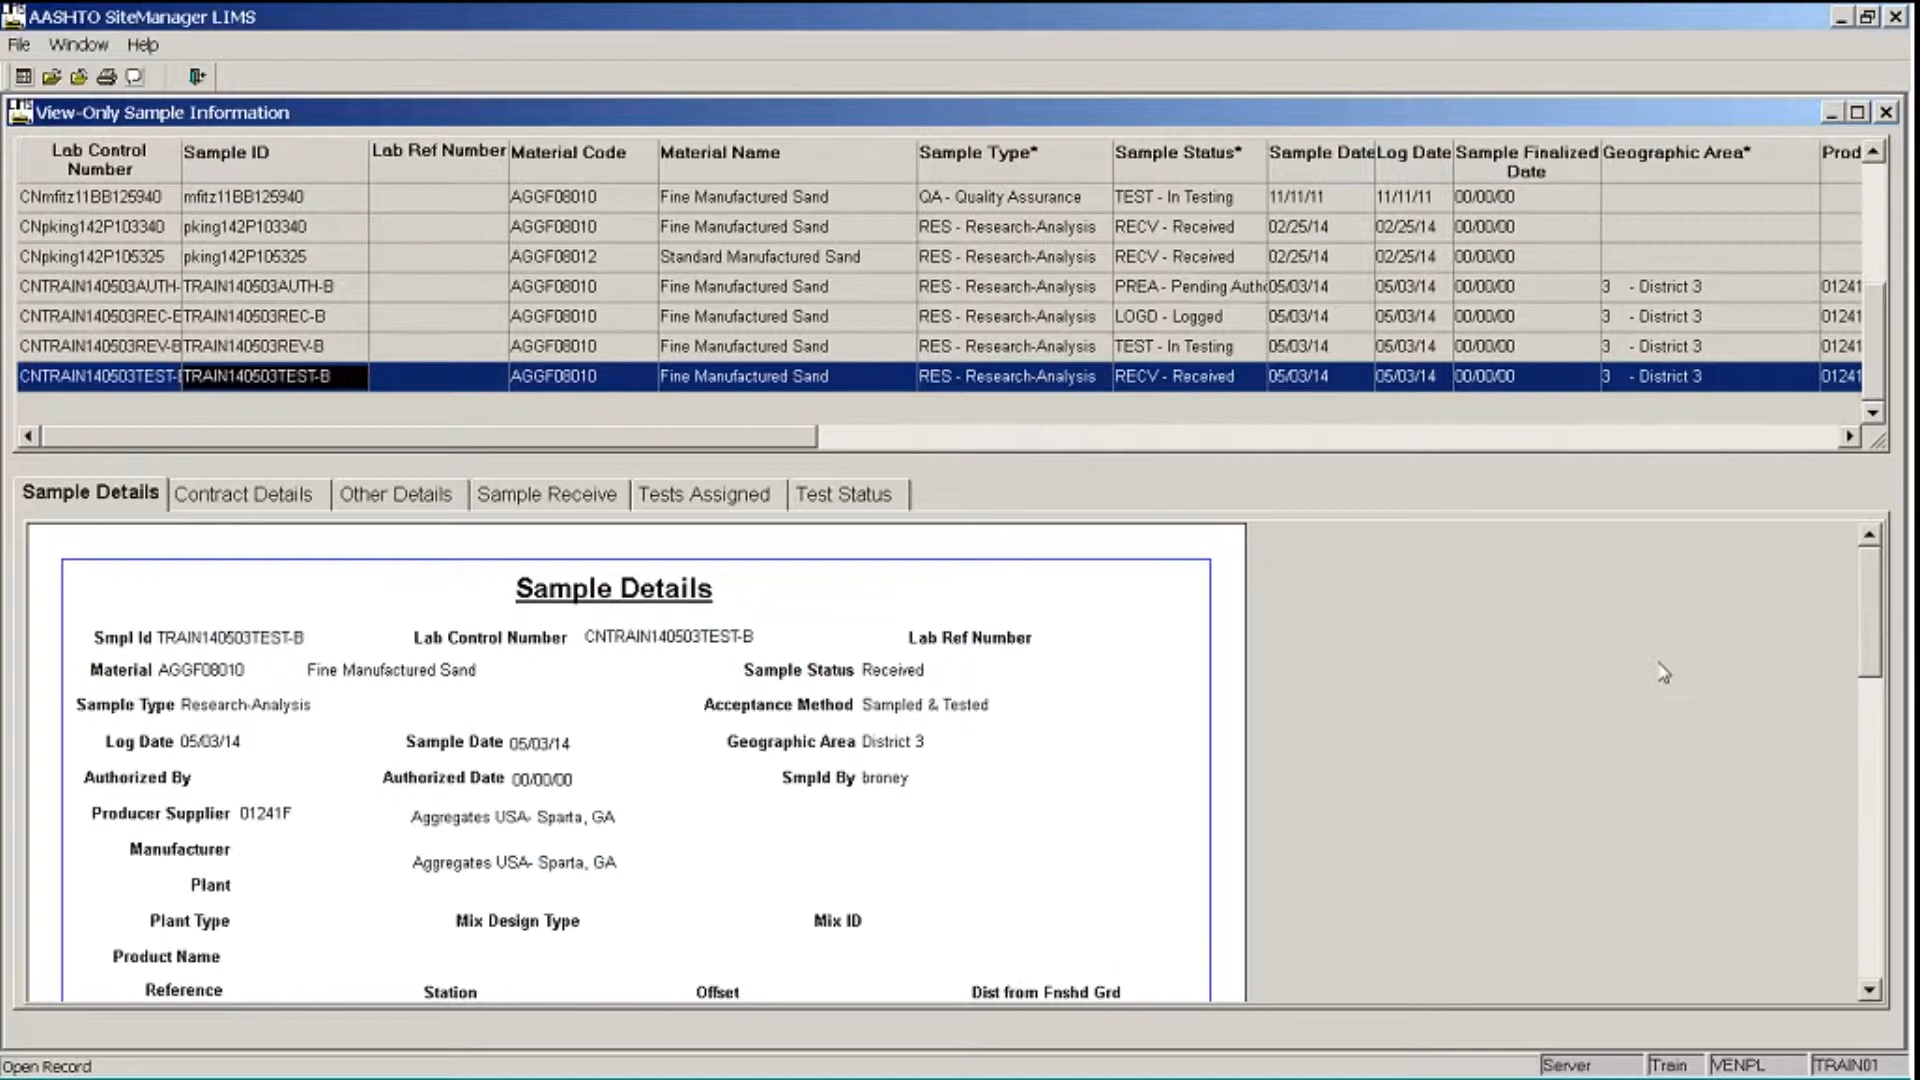 AASHTO SiteManager LIMS
File Window Help
View-Only Sample Information
Lab Control Number Sample ID Lab Ref Number Material Code Material Name Sample Type* Sample Status* Sample Date Log Date Sample Finalized Date Geographic Area* Prod
CNmfitz11BB125940 mfitz11BB125940 AGGF08010 Fine Manufactured Sand QA - Quality Assurance TEST - In Testing 11/11/11 11/11/11 00/00/00
CNpking142P103340 pking142P103340 AGGF08010 Fine Manufactured Sand RES - Research-Analysis RECV - Received 02/25/14 02/25/14 00/00/00
CNpking142P105325 pking142P105325 AGGF08012 Standard Manufactured Sand RES - Research-Analysis RECV - Received 02/25/14 02/25/14 00/00/00
CNTRAIN140503AUTH- TRAIN140503AUTH-B AGGF08010 Fine Manufactured Sand RES - Research-Analysis PREA - Pending Autho 05/03/14 05/03/14 00/00/00 3 - District 3 01241
CNTRAIN140503REC-E TRAIN140503REC-B AGGF08010 Fine Manufactured Sand RES - Research-Analysis LOGD - Logged 05/03/14 05/03/14 00/00/00 3 - District 3 01241
CNTRAIN140503REV-B TRAIN140503REV-B AGGF08010 Fine Manufactured Sand RES - Research-Analysis TEST - In Testing 05/03/14 05/03/14 00/00/00 3 - District 3 01241
CNTRAIN140503TEST- TRAIN140503TEST-B AGGF08010 Fine Manufactured Sand RES - Research-Analysis RECV - Received 05/03/14 05/03/14 00/00/00 3 - District 3 01241
Sample Details Contract Details Other Details Sample Receive Tests Assigned Test Status
Sample Details
Smpl Id TRAIN140503TEST-B Lab Control Number CNTRAIN140503TEST-B Lab Ref Number
Material AGGF08010 Fine Manufactured Sand Sample Status Received
Sample Type Research-Analysis Acceptance Method Sampled & Tested
Log Date 05/03/14 Sample Date 05/03/14 Geographic Area District 3
Authorized By Authorized Date 00/00/00 Smpld By broney
Producer Supplier 01241F Aggregates USA- Sparta, GA
Manufacturer Aggregates USA- Sparta, GA
Plant
Plant Type Mix Design Type Mix ID
Product Name
Reference Station Offset Dist from Fnshd Grd
Open Record Server Train VENPL TRAIN01